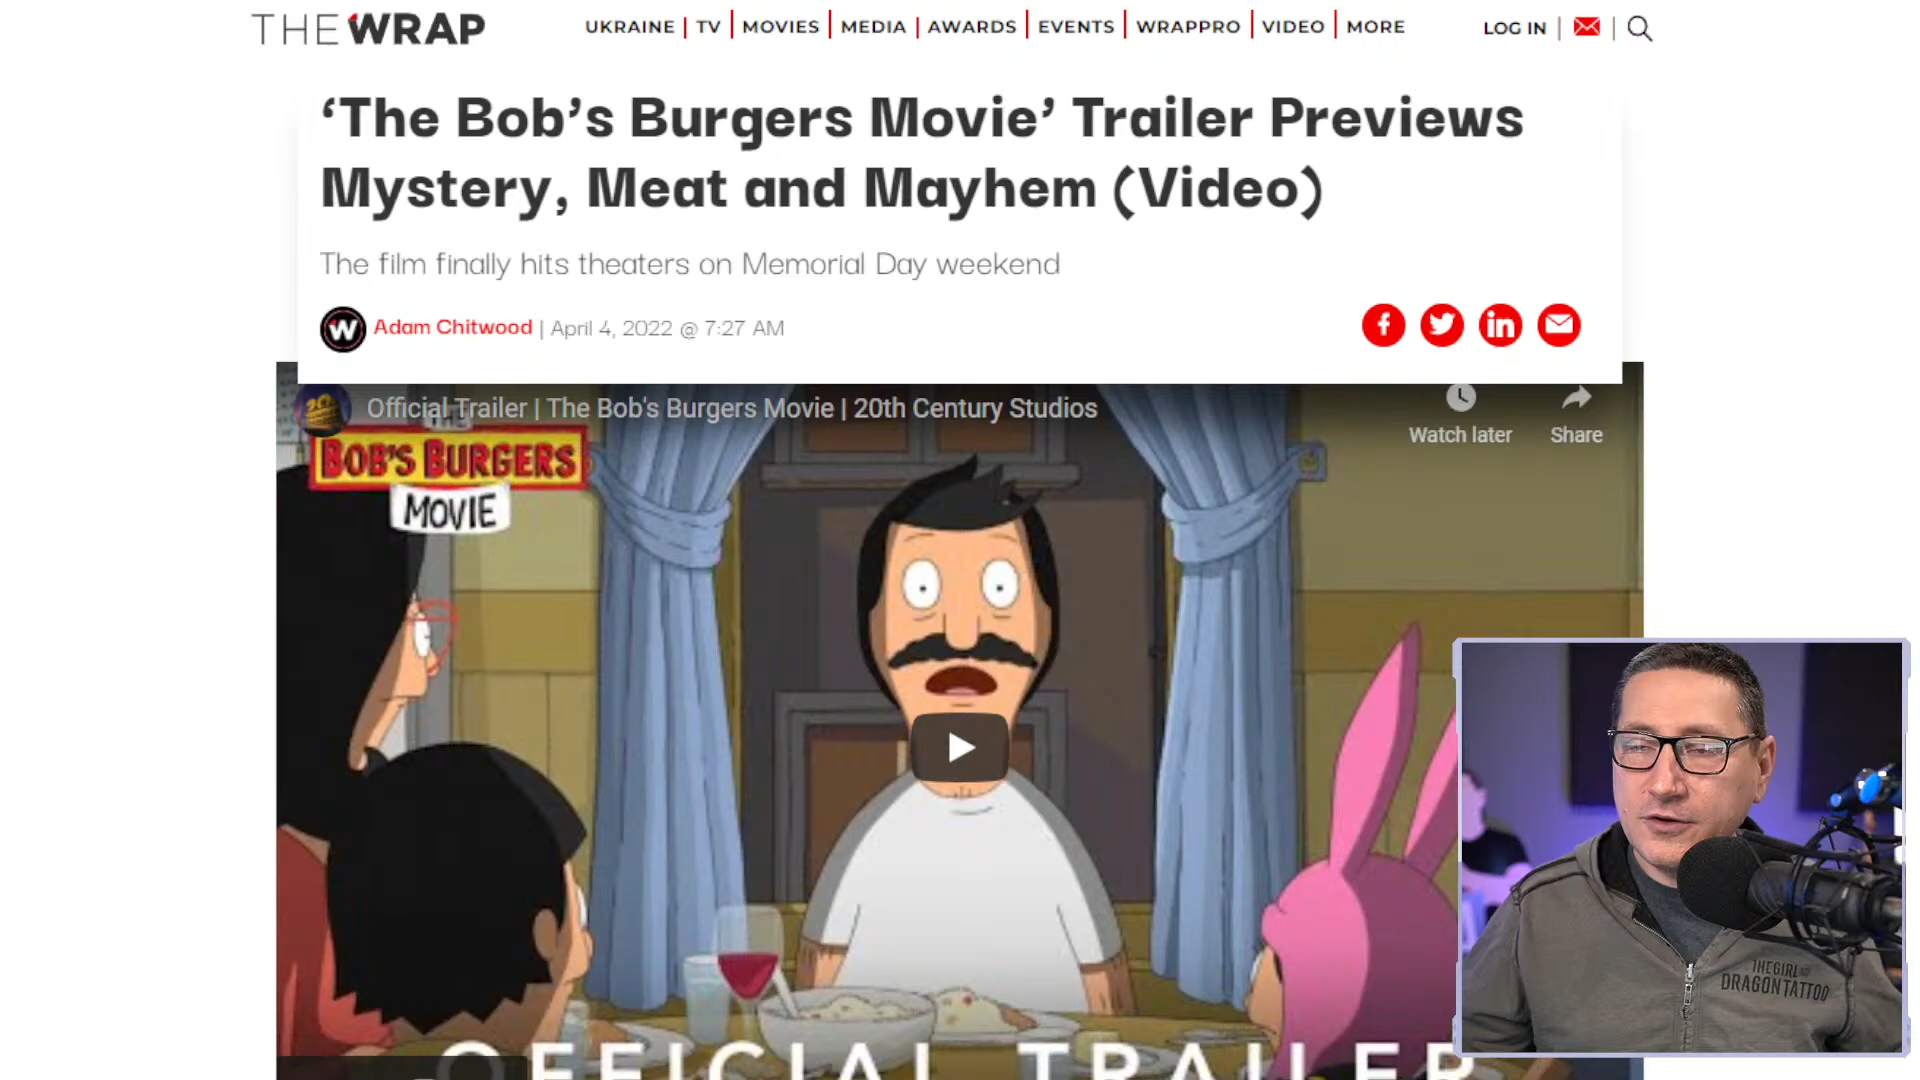 THE WRAP
UKRAINE | TV | MOVIES | MEDIA | AWARDS | EVENTS | WRAPPRO | VIDEO | MORE
LOG IN
‘The Bob’s Burgers Movie’ Trailer Previews
Mystery, Meat and Mayhem (Video)
The film finally hits theaters on Memorial Day weekend
W
Adam Chitwood | April 4, 2022 @ 7:27 AM
Official Trailer | The Bob's Burgers Movie | 20th Century Studios
Watch later
Share
THE
BOB'S BURGERS
MOVIE
THE GIRL
DRAGON TATTOO
OFFICIAL TRAILER